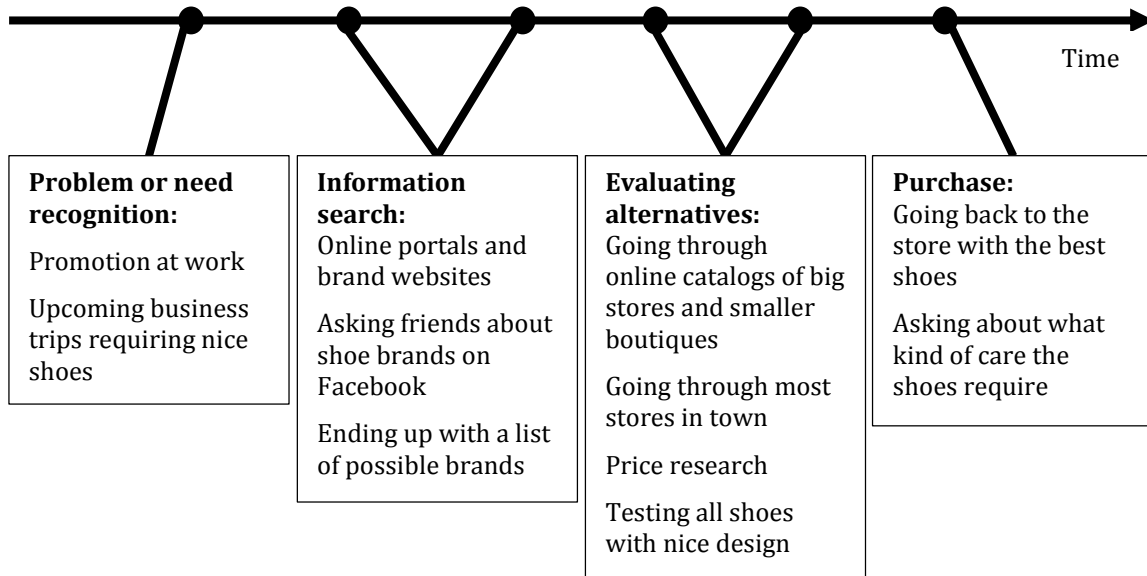 Time
Problem or need
recognition:
Promotion at work
Upcoming business
trips requiring nice
shoes
Information
search:
Online portals and
brand websites
Asking friends about
shoe brands on
Facebook
Ending up with a list
of possible brands
Evaluating
alternatives:
Going through
online catalogs of big
stores and smaller
boutiques
Going through most
stores in town
Price research
Testing all shoes
with nice design
Purchase:
Going back to the
store with the best
shoes
Asking about what
kind of care the
shoes require